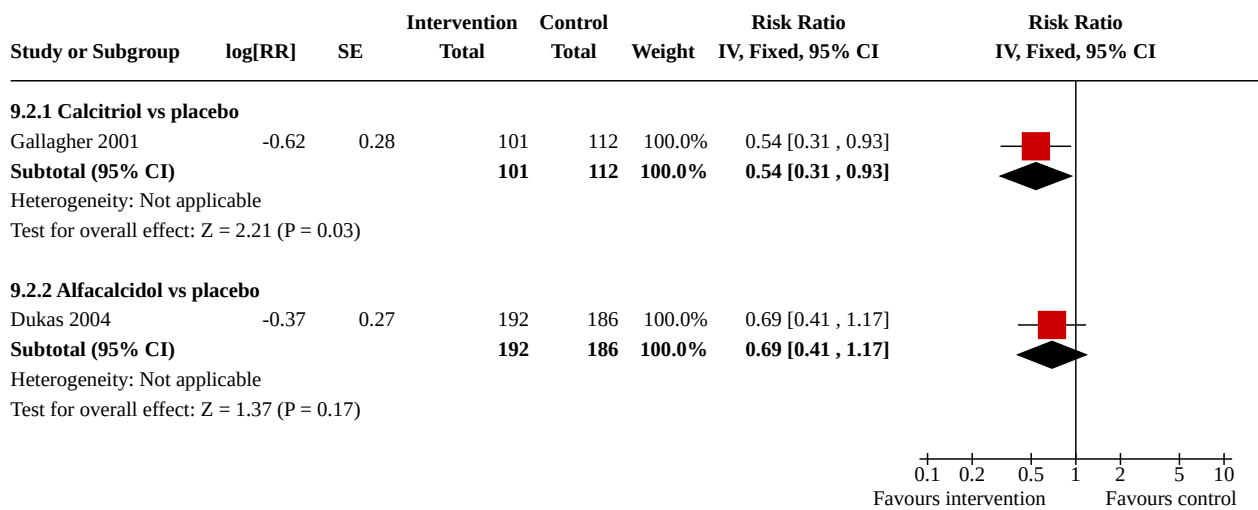 Intervention Control Risk Ratio Risk Ratio
Study or Subgroup log[RR] SE Total Total Weight IV, Fixed, 95% CI IV, Fixed, 95% CI
9.2.1 Calcitriol vs placebo
Gallagher 2001 -0.62 0.28 101 112 100.0% 0.54 [0.31 , 0.93]
Subtotal (95% CI) 101 112 100.0% 0.54 [0.31 , 0.93]
Heterogeneity: Not applicable
Test for overall effect: Z = 2.21 (P = 0.03)
9.2.2 Alfacalcidol vs placebo
Dukas 2004 -0.37 0.27 192 186 100.0% 0.69 [0.41 , 1.17]
Subtotal (95% CI) 192 186 100.0% 0.69 [0.41 , 1.17]
Heterogeneity: Not applicable
Test for overall effect: Z = 1.37 (P = 0.17)
0.1 0.2 0.5 1 2 5 10
Favours intervention Favours control